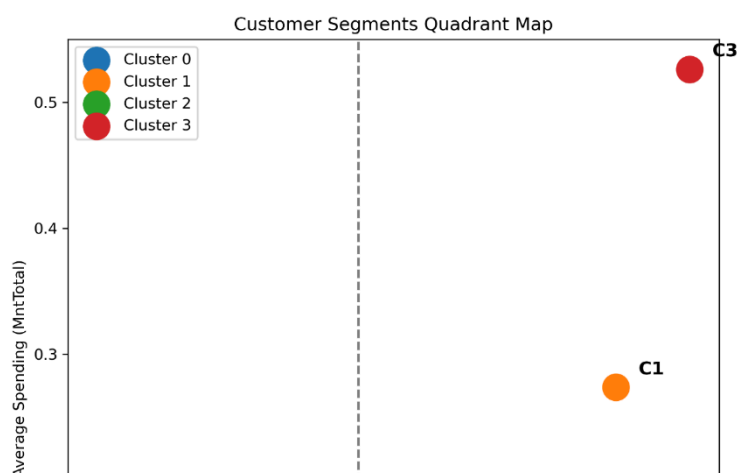 Customer Segments Quadrant Map
Cluster 0
Cluster 1
Cluster 2
Cluster 3
C3
0.5
0.4
0.3
C1
Average Spending (MntTotal)